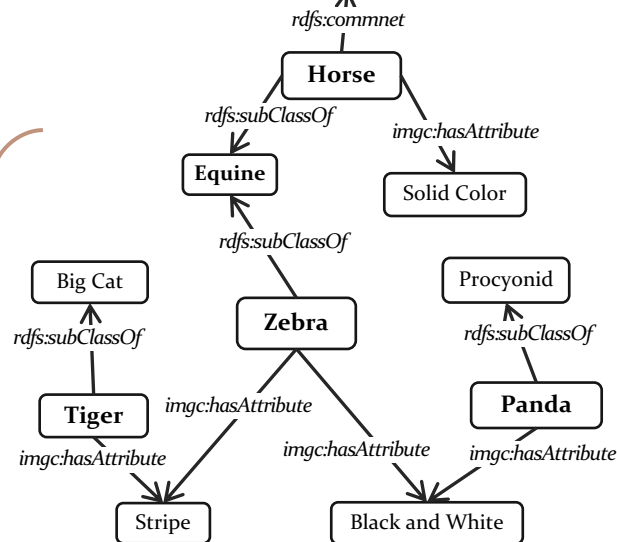 rdfs:commnet
Horse
rdfs:subClassOf
imgc:hasAttribute
Equine
Solid Color
rdfs:subClassOf
Big Cat
Procyonid
rdfs:subClassOf
Zebra
rdfs:subClassOf
Tiger
imgc:hasAttribute
Panda
imgc:hasAttribute
imgc:hasAttribute
imgc:hasAttribute
Stripe
Black and White